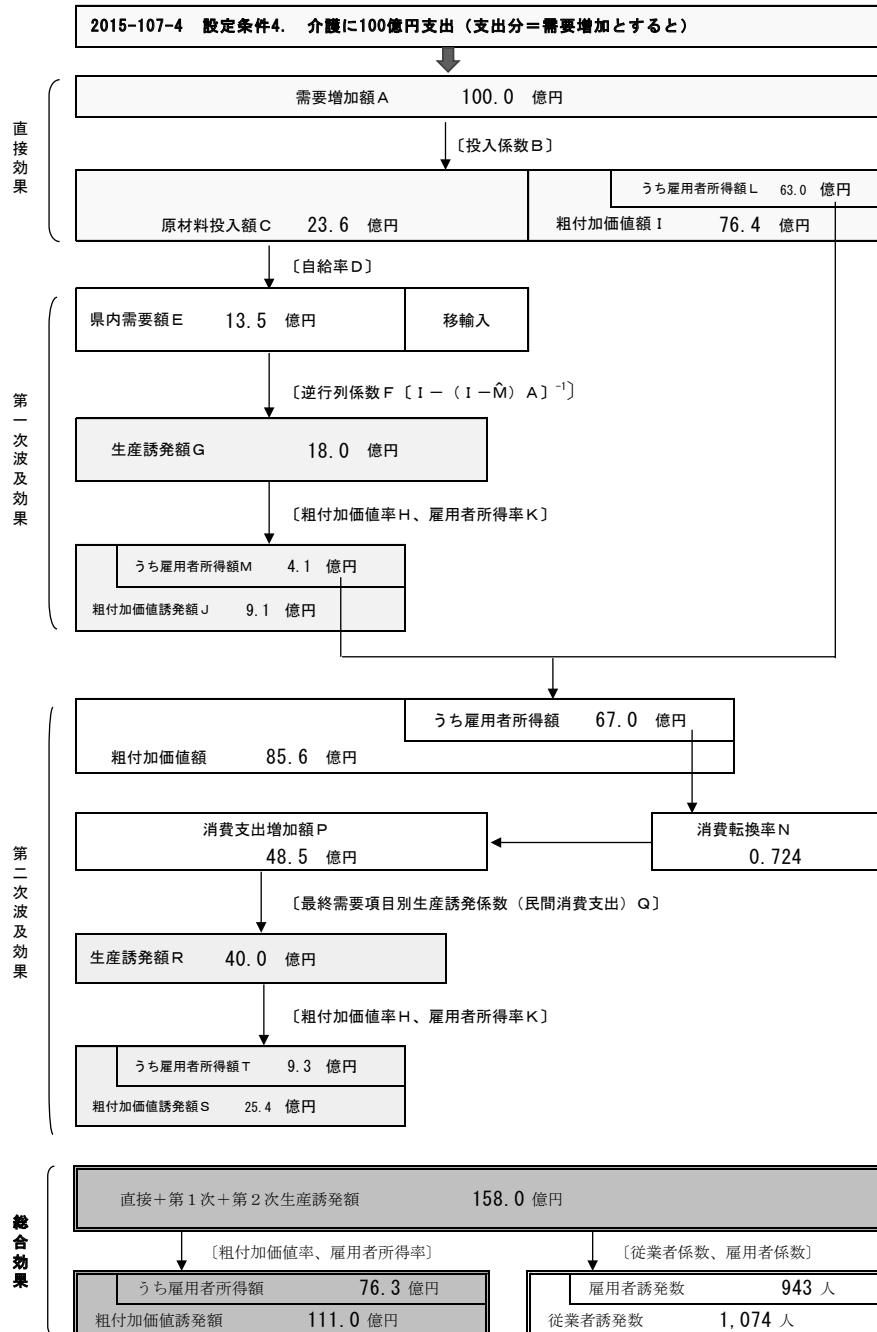 2015-107-4　設定条件4.　介護に100億円支出（支出分＝需要増加とすると）
直接効果
需要増加額Ａ　100.0　億円
〔投入係数Ｂ〕
うち雇用者所得額Ｌ　63.0　億円
原材料投入額Ｃ　23.6　億円
粗付加価値額Ｉ　76.4　億円
〔自給率Ｄ〕
第一次波及効果
県内需要額Ｅ　13.5　億円
移輸入
〔逆行列係数Ｆ〔Ｉ－（Ｉ－M̂）Ａ〕⁻¹〕
生産誘発額Ｇ　18.0　億円
〔粗付加価値率Ｈ、雇用者所得率Ｋ〕
うち雇用者所得額Ｍ　4.1　億円
粗付加価値誘発額Ｊ　9.1　億円
第二次波及効果
うち雇用者所得額　67.0　億円
粗付加価値額　85.6　億円
消費支出増加額Ｐ
48.5　億円
消費転換率Ｎ
0.724
〔最終需要項目別生産誘発係数（民間消費支出）Ｑ〕
生産誘発額Ｒ　40.0　億円
〔粗付加価値率Ｈ、雇用者所得率Ｋ〕
うち雇用者所得額Ｔ　9.3　億円
粗付加価値誘発額Ｓ　25.4　億円
総合効果
直接＋第１次＋第２次生産誘発額　158.0 億円
〔粗付加価値率、雇用者所得率〕
〔従業者係数、雇用者係数〕
うち雇用者所得額　76.3 億円
粗付加価値誘発額　111.0 億円
雇用者誘発数　943 人
従業者誘発数　1,074 人